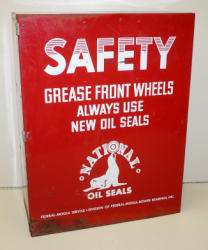 SAFETY
GREASE FRONT WHEELS
ALWAYS USE
NEW OIL SEALS
NATIONAL
OIL SEALS
FEDERAL-MOGUL SERVICE • DIVISION OF FEDERAL-MOGUL-BOWER BEARINGS, INC.